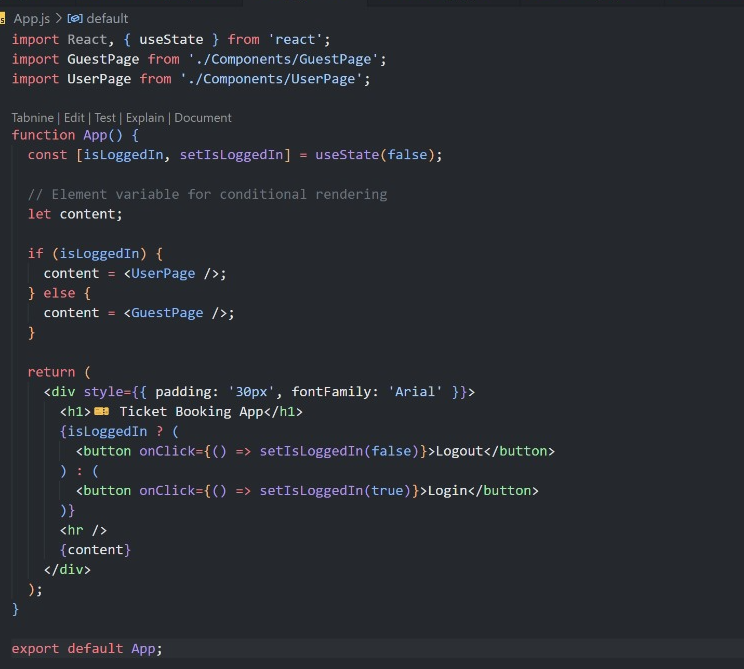 App.js > default
import React, { useState } from 'react';
import GuestPage from './Components/GuestPage';
import UserPage from './Components/UserPage';
Tabnine | Edit | Test | Explain | Document
function App() {
  const [isLoggedIn, setIsLoggedIn] = useState(false);
  // Element variable for conditional rendering
  let content;
  if (isLoggedIn) {
    content = <UserPage />;
  } else {
    content = <GuestPage />;
  }
  return (
    <div style={{ padding: '30px', fontFamily: 'Arial' }}>
      <h1>🎫 Ticket Booking App</h1>
      {isLoggedIn ? (
        <button onClick={() => setIsLoggedIn(false)}>Logout</button>
      ) : (
        <button onClick={() => setIsLoggedIn(true)}>Login</button>
      )}
      <hr />
      {content}
    </div>
  );
}
export default App;